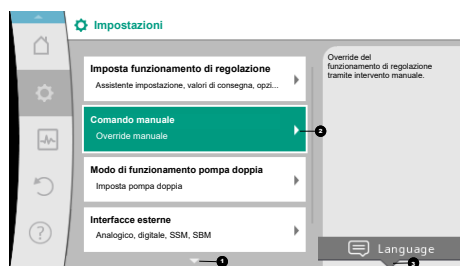 Impostazioni
Imposta funzionamento di regolazione
Assistente impostazione, valori di consegna, opzi...
Comando manuale
Override manuale
Modo di funzionamento pompa doppia
Imposta pompa doppia
Interfacce esterne
Analogico, digitale, SSM, SBM
Override del
funzionamento di regolazione
tramite intervento manuale.
2
1
Language
3